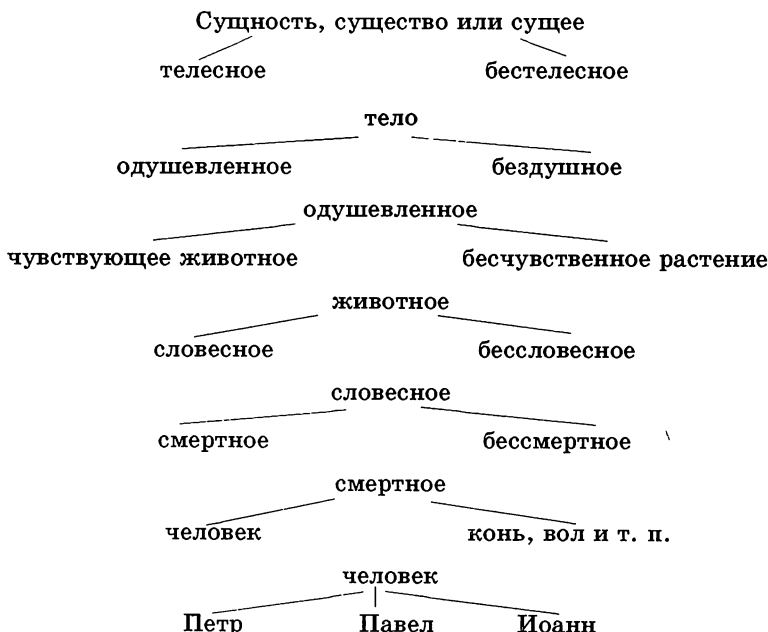 Сущность, существо или сущее
телесное бестелесное
тело
одушевленное бездушное
одушевленное
чувствующее животное бесчувственное растение
животное
словесное бессловесное
словесное
смертное бессмертное
смертное
человек конь, вол и т. п.
человек
Петр Павел Иоанн